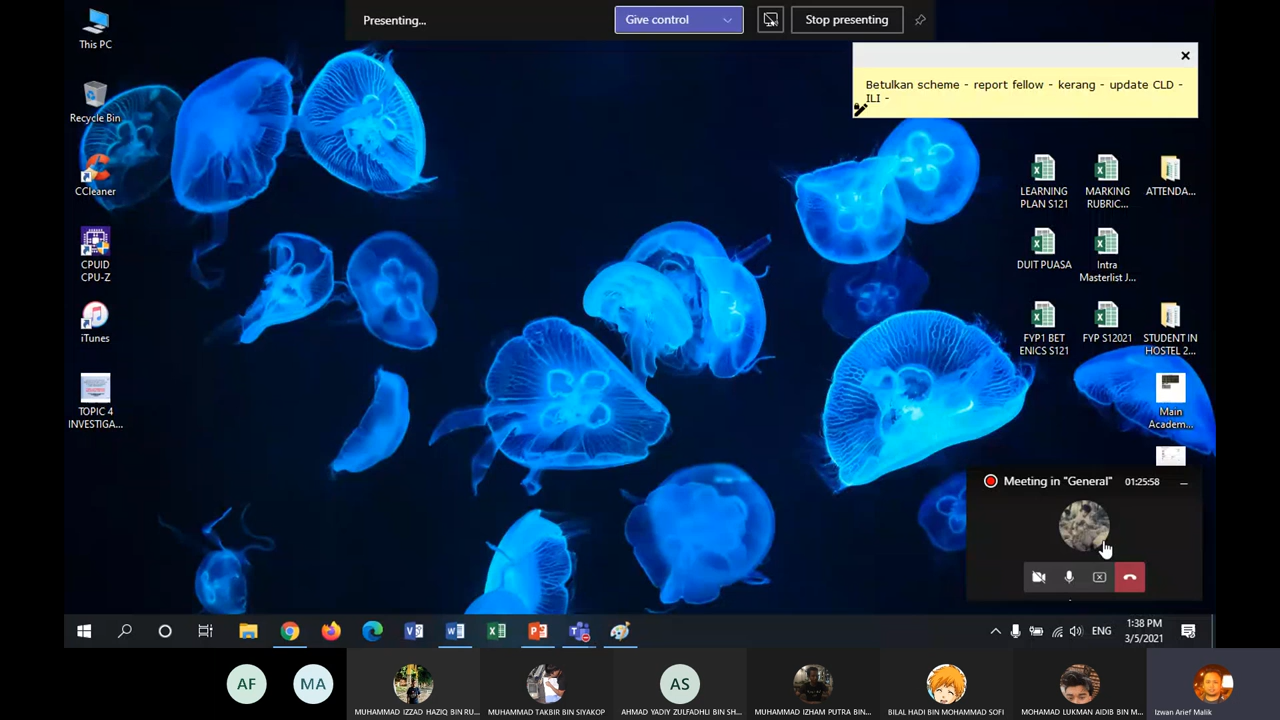 Presenting...
Give control
Stop presenting
Betulkan scheme - report fellow - kerang - update CLD -
ILI -
This PC
Recycle Bin
CCleaner
CPUID
CPU-Z
iTunes
TOPIC 4
INVESTIGA...
LEARNING
PLAN S121
MARKING
RUBRIC...
ATTENDA...
DUIT PUASA
Intra
Masterlist J...
FYP1 BET
ENICS S121
FYP S12021
STUDENT IN
HOSTEL 2...
Main
Academ...
Meeting in "General"
01:25:58
ENG
1:38 PM
3/5/2021
AF
MA
AS
MUHAMMAD IZZAD HAZIQ BIN RU...
MUHAMMAD TAKBIR BIN SIYAKOP
AHMAD YADIY ZULFADHLI BIN SH...
MUHAMMAD IZHAM PUTRA BIN...
BILAL HADI BIN MOHAMMAD SOFI
MOHAMAD LUKMAN AIDIB BIN M...
Izwan Arief Malik